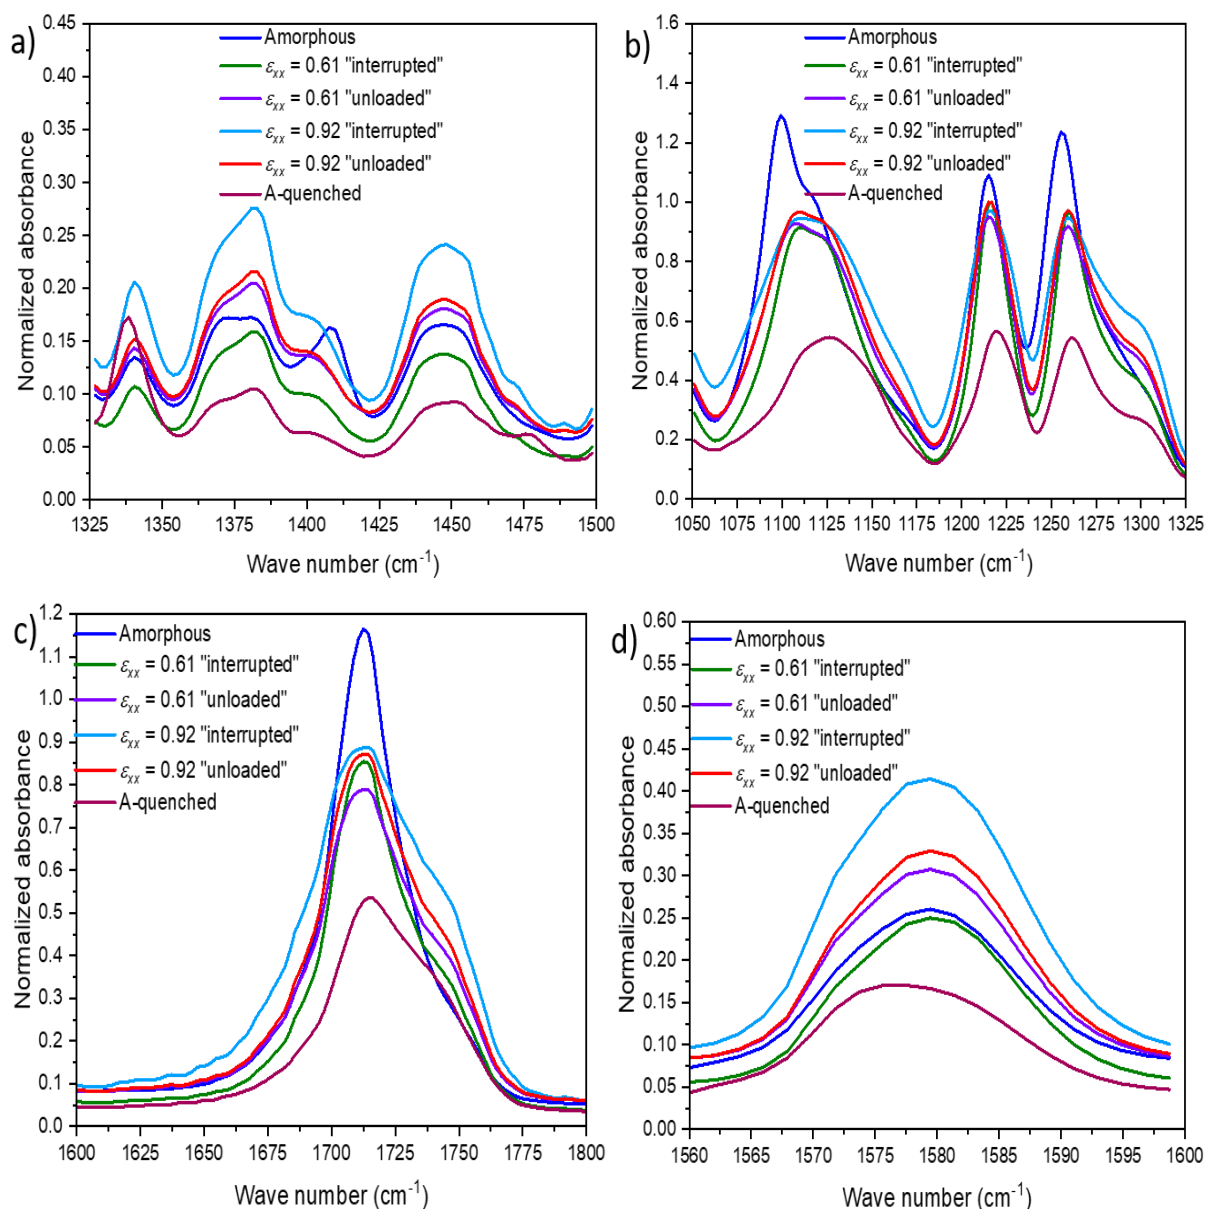 a)
Amorphous
εxx = 0.61 "interrupted"
εxx = 0.61 "unloaded"
εxx = 0.92 "interrupted"
εxx = 0.92 "unloaded"
A-quenched
Normalized absorbance
0.45
0.40
0.35
0.30
0.25
0.20
0.15
0.10
0.05
0.00
1325 1350 1375 1400 1425 1450 1475 1500
Wave number (cm-1)
b)
Amorphous
εxx = 0.61 "interrupted"
εxx = 0.61 "unloaded"
εxx = 0.92 "interrupted"
εxx = 0.92 "unloaded"
A-quenched
Normalized absorbance
1.6
1.4
1.2
1.0
0.8
0.6
0.4
0.2
0.0
1050 1075 1100 1125 1150 1175 1200 1225 1250 1275 1300 1325
Wave number (cm-1)
c)
Amorphous
εxx = 0.61 "interrupted"
εxx = 0.61 "unloaded"
εxx = 0.92 "interrupted"
εxx = 0.92 "unloaded"
A-quenched
Normalized absorbance
1.2
1.1
1.0
0.9
0.8
0.7
0.6
0.5
0.4
0.3
0.2
0.1
0.0
1600 1625 1650 1675 1700 1725 1750 1775 1800
Wave number (cm-1)
d)
Amorphous
εxx = 0.61 "interrupted"
εxx = 0.61 "unloaded"
εxx = 0.92 "interrupted"
εxx = 0.92 "unloaded"
A-quenched
Normalized absorbance
0.60
0.55
0.50
0.45
0.40
0.35
0.30
0.25
0.20
0.15
0.10
0.05
0.00
1560 1565 1570 1575 1580 1585 1590 1595 1600
Wave number (cm-1)